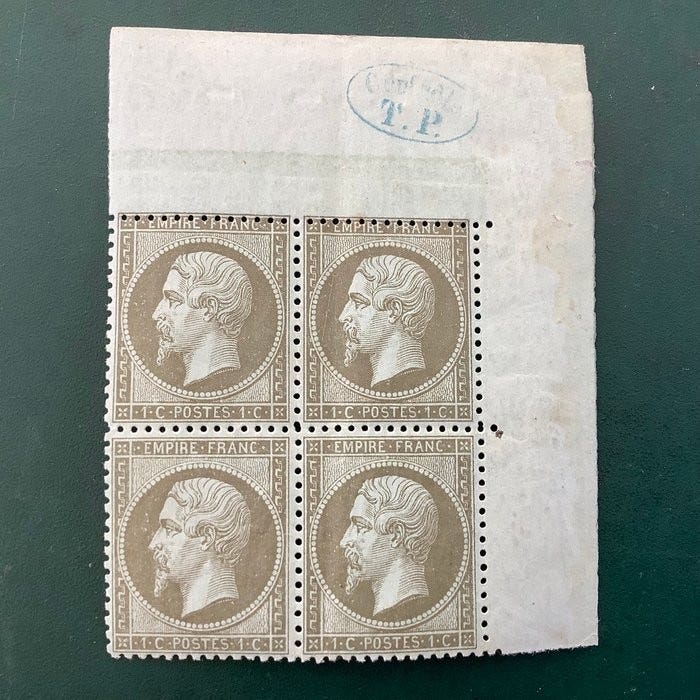 T. P.
EMPIRE·FRANC· EMPIRE·FRANC·
·1·C·POSTES·1·C· ·1·C·POSTES·1·C·
·EMPIRE·FRANC· ·EMPIRE·FRANC·
·1·C·POSTES·1·C· ·1·C·POSTES·1·C·